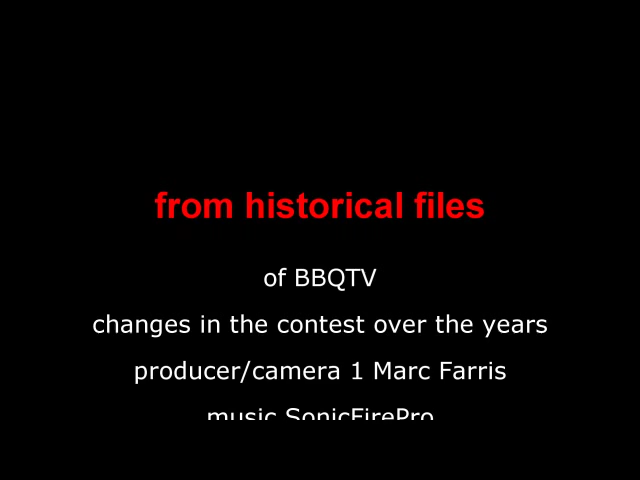 from historical files
of BBQTV
changes in the contest over the years
producer/camera 1 Marc Farris
music SonicFirePro